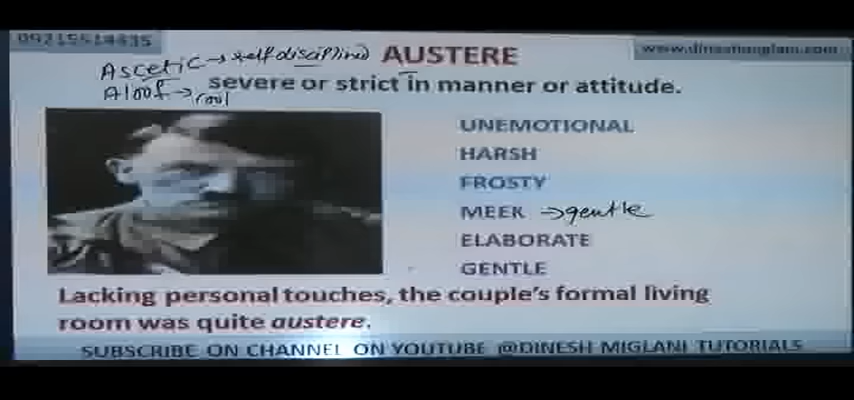 09215514435
www.dineshmiglani.com
Ascetic → self disciplined
AUSTERE
Aloof → cool
severe or strict in manner or attitude.
UNEMOTIONAL
HARSH
FROSTY
MEEK → gentle
ELABORATE
GENTLE
Lacking personal touches, the couple's formal living
room was quite austere.
SUBSCRIBE ON CHANNEL ON YOUTUBE @DINESH MIGLANI TUTORIALS